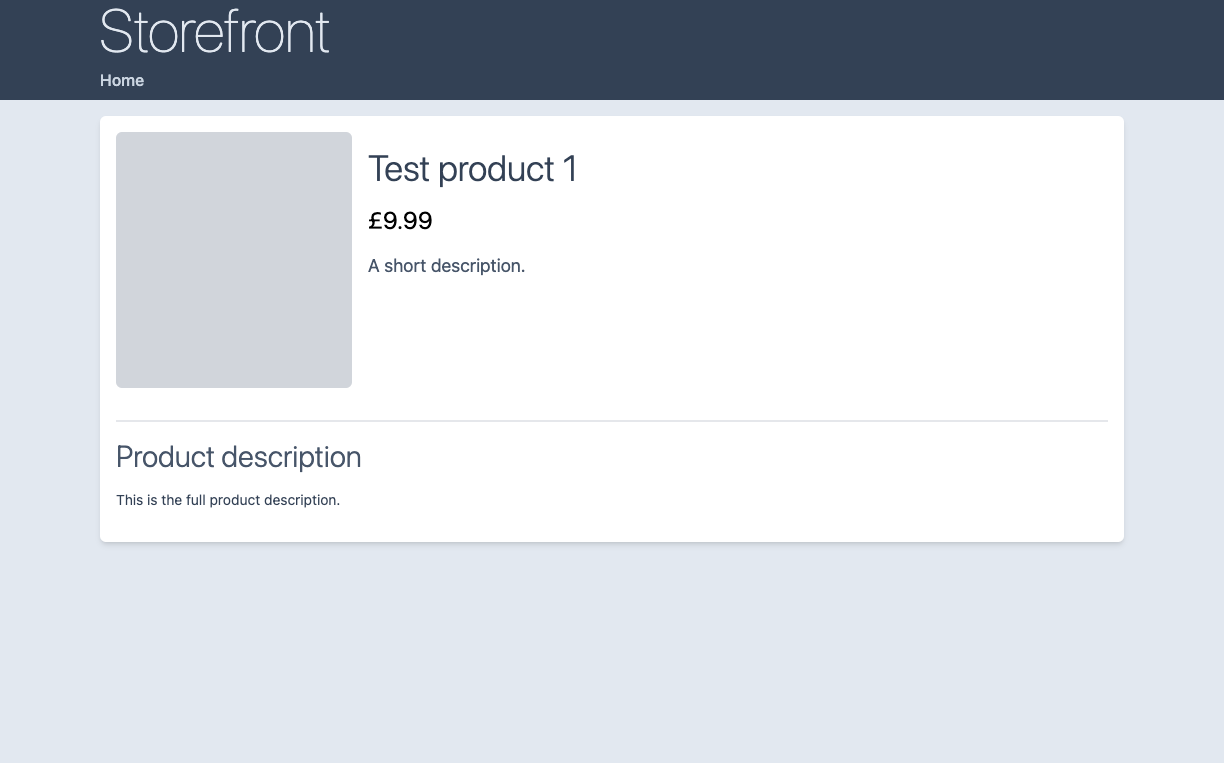 Storefront
Home
Test product 1
£9.99
A short description.
Product description
This is the full product description.